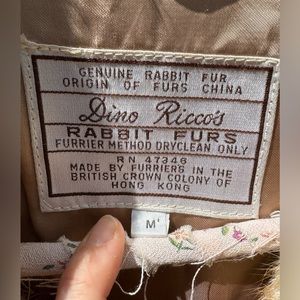 GENUINE RABBIT FUR
ORIGIN OF FURS CHINA
Dino Ricco's
RABBIT FURS
FURRIER METHOD DRYCLEAN ONLY
RN 47346
MADE BY FURRIERS IN THE
BRITISH CROWN COLONY OF
HONG KONG
M